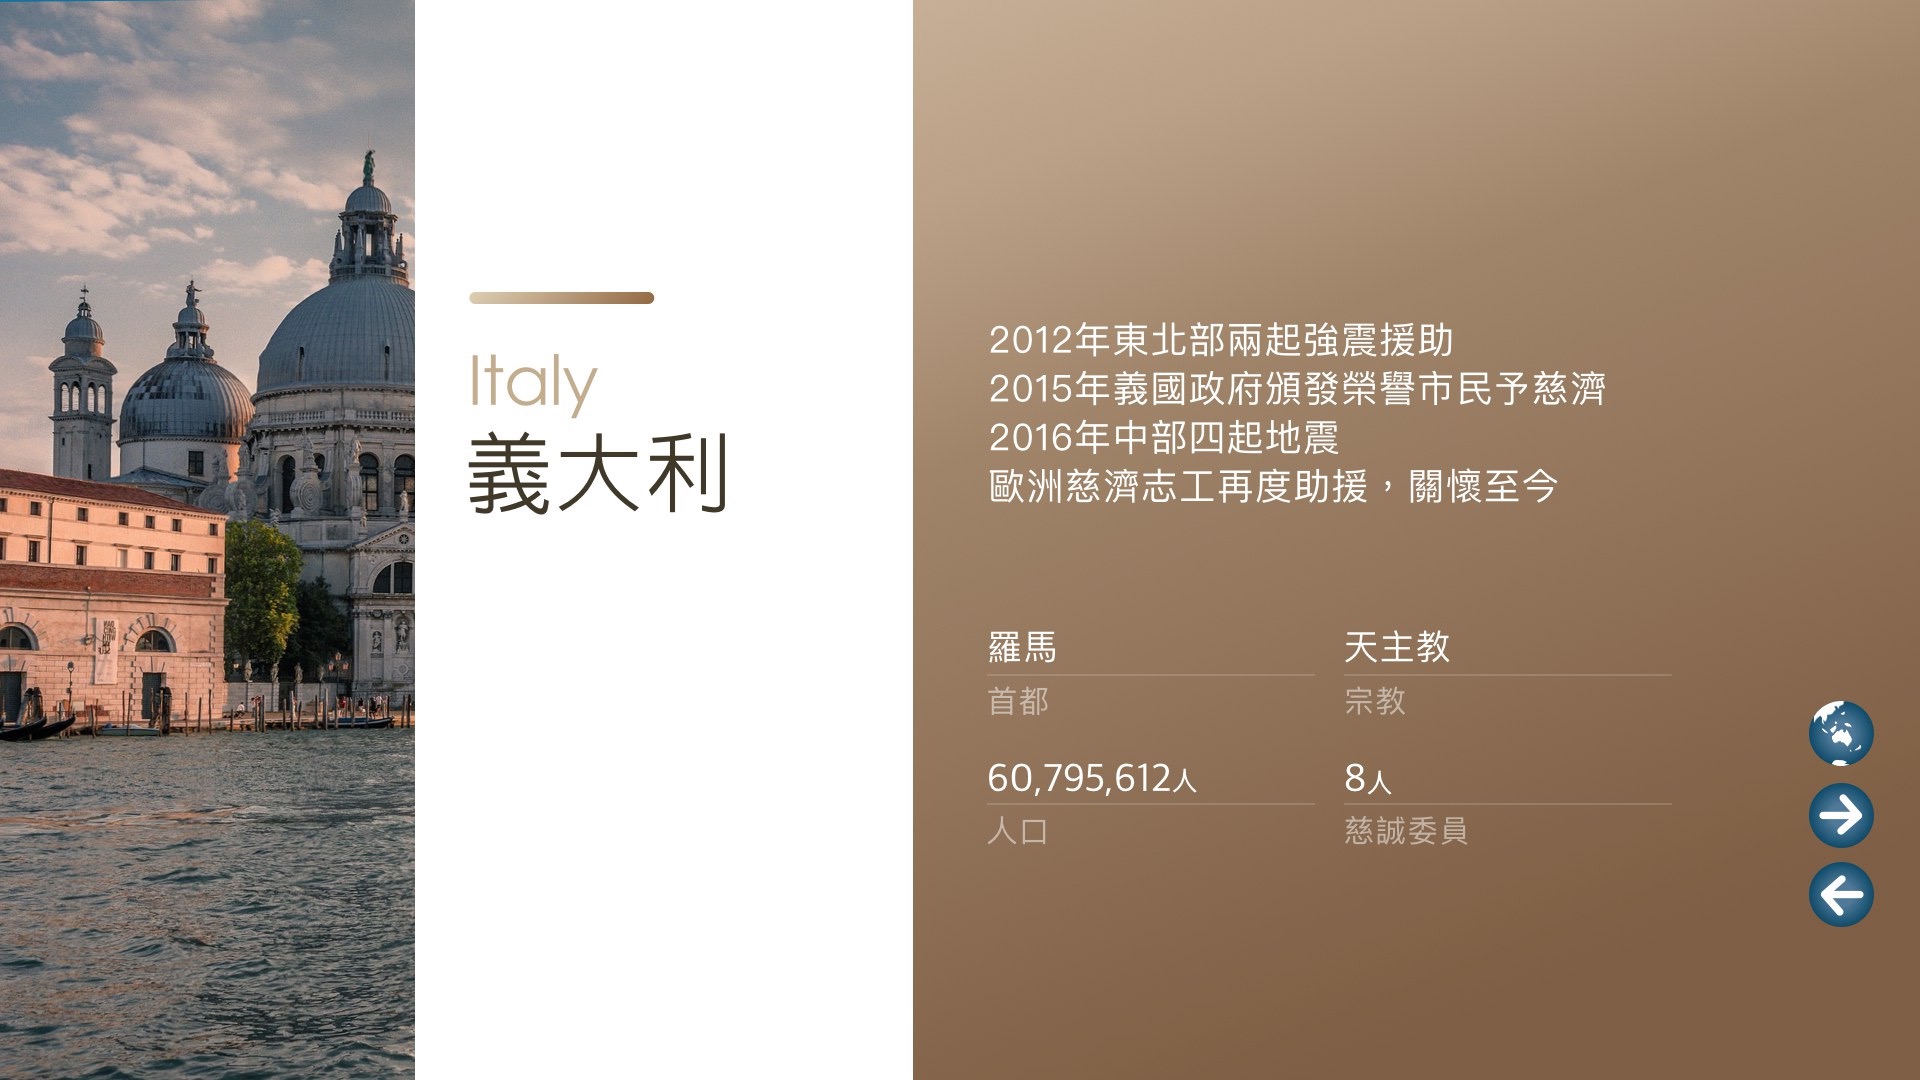 Italy
義大利
2012年東北部兩起強震援助
2015年義國政府頒發榮譽市民予慈濟
2016年中部四起地震
歐洲慈濟志工再度助援，關懷至今
羅馬
首都
天主教
宗教
60,795,612人
人口
8人
慈誠委員